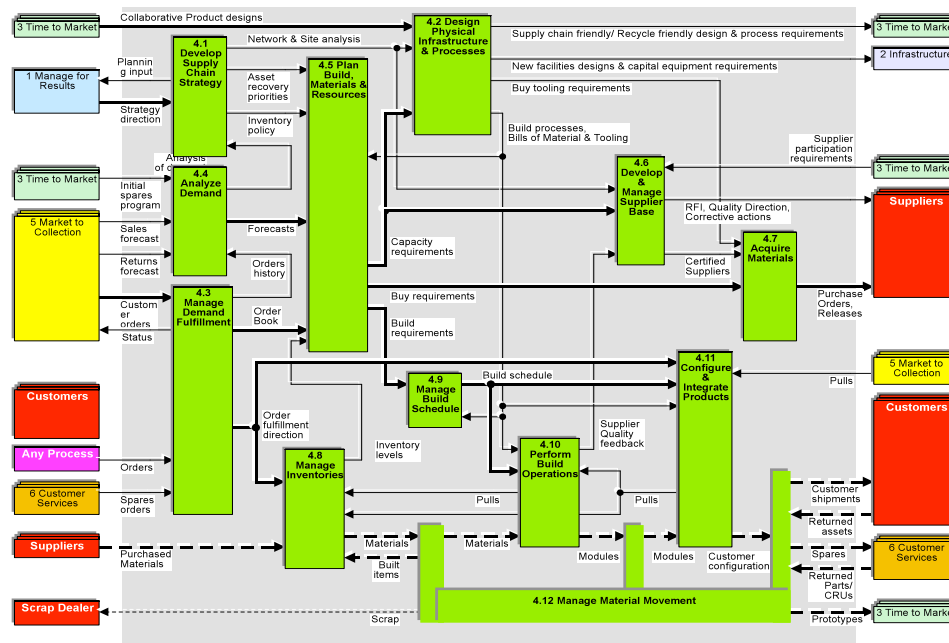 Collaborative Product designs
3 Time to Market
4.1
Develop
Supply
Chain
Strategy
Network & Site analysis
4.2 Design
Physical
Infrastructure
& Processes
Supply chain friendly/ Recycle friendly design & process requirements
3 Time to Marke
2 Infrastructure
New facilities designs & capital equipment requirements
Buy tooling requirements
Plannin
g input
1 Manage for
Results
Strategy
direction
Asset
recovery
priorities
Inventory
policy
4.5 Plan
Build,
Materials &
Resources
Build processes,
Bills of Material & Tooling
Supplier
participation
requirements
Analysis
3 Time to Market
Initial
spares
program
4.4
Analyze
Demand
4.6
Develop
&
Manage
Supplier
Base
3 Time to Marke
Suppliers
RFI, Quality Direction,
Corrective actions
5 Market to
Collection
Sales
forecast
Returns
forecast
Forecasts
Orders
history
Capacity
requirements
Certified
Suppliers
4.7
Acquire
Materials
Custom
er
orders
Status
4.3
Manage
Demand
Fulfillment
Order
Book
Buy requirements
Build
requirements
Purchase
Orders,
Releases
5 Market to
Collection
Pulls
Build schedule
4.9
Manage
Build
Schedule
4.11
Configure
&
Integrate
Products
Customers
Customers
Order
fulfillment
direction
Inventory
levels
Supplier
Quality
feedback
Any Process
Orders
6 Customer
Services
Spares
orders
4.8
Manage
Inventories
4.10
Perform
Build
Operations
Pulls
Pulls
Customer
shipments
Returned
assets
Suppliers
Purchased
Materials
Materials
Built
items
Materials
Modules
Modules
Customer
configuration
Spares
Returned
Parts/
CRUs
6 Customer
Services
4.12 Manage Material Movement
Scrap Dealer
Scrap
Prototypes
3 Time to Marke